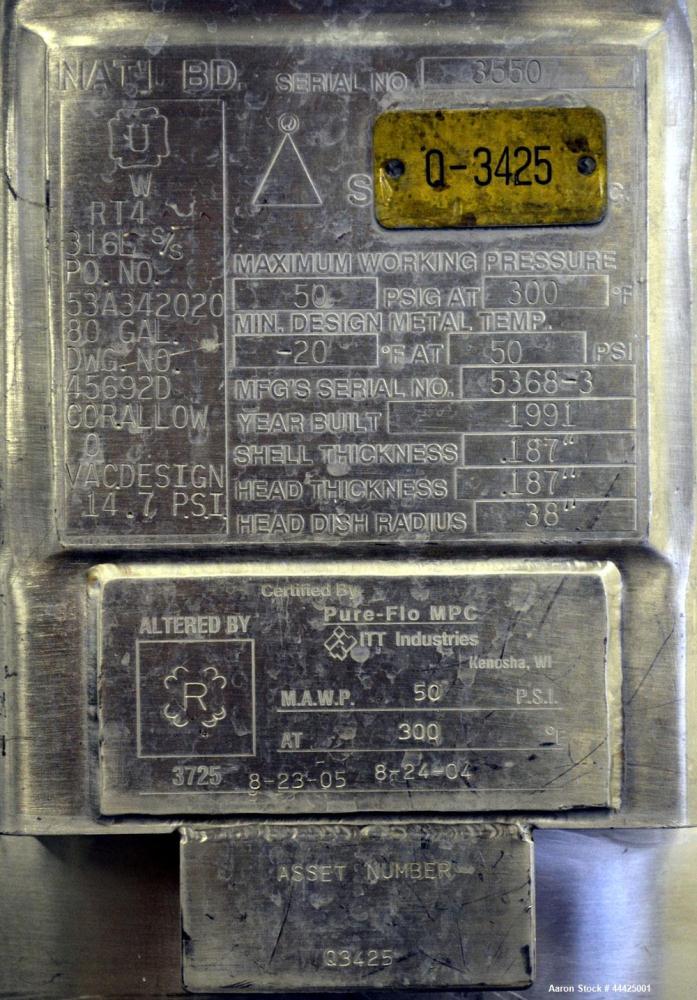 NAT'L BD. SERIAL NO 3550
U
W
RT4
316L S/S
PO. NO.
53A342020
80 GAL.
DWG. NO.
45692D
CORALLOW
0
VACDESIGN
14.7 PSI
Q-3425
S
MAXIMUM WORKING PRESSURE
50 PSIG AT 300 °F
MIN. DESIGN METAL TEMP.
-20 °F AT 50 PSI
MFG'S SERIAL NO. 5368-3
YEAR BUILT 1991
SHELL THICKNESS .187"
HEAD THICKNESS .187"
HEAD DISH RADIUS 38"
Certified By
Pure-Flo MPC
ALTERED BY
ITT Industries
Kenosha, WI
R
M.A.W.P. 50 P.S.I.
AT 300 °F
3725 8-23-05 8-24-04
ASSET NUMBER
Q3425
Aaron Stock # 44425001